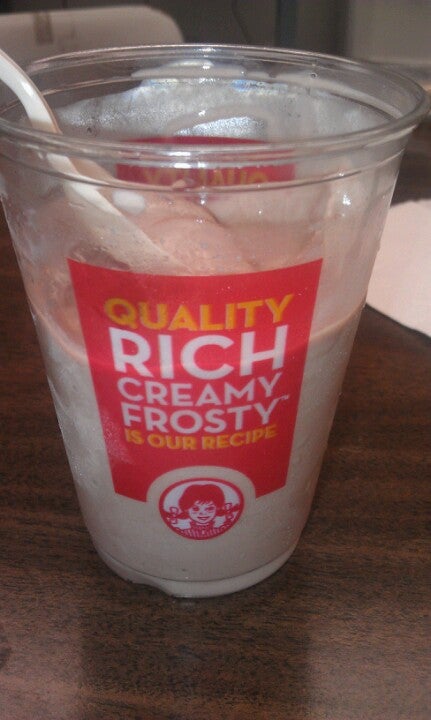 QUALITY
RICH
CREAMY
FROSTY™
IS OUR RECIPE